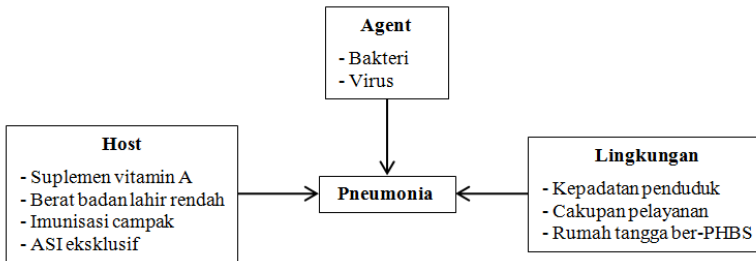 Agent
- Bakteri
- Virus
Host
- Suplemen vitamin A
- Berat badan lahir rendah
- Imunisasi campak
- ASI eksklusif
Pneumonia
Lingkungan
- Kepadatan penduduk
- Cakupan pelayanan
- Rumah tangga ber-PHBS